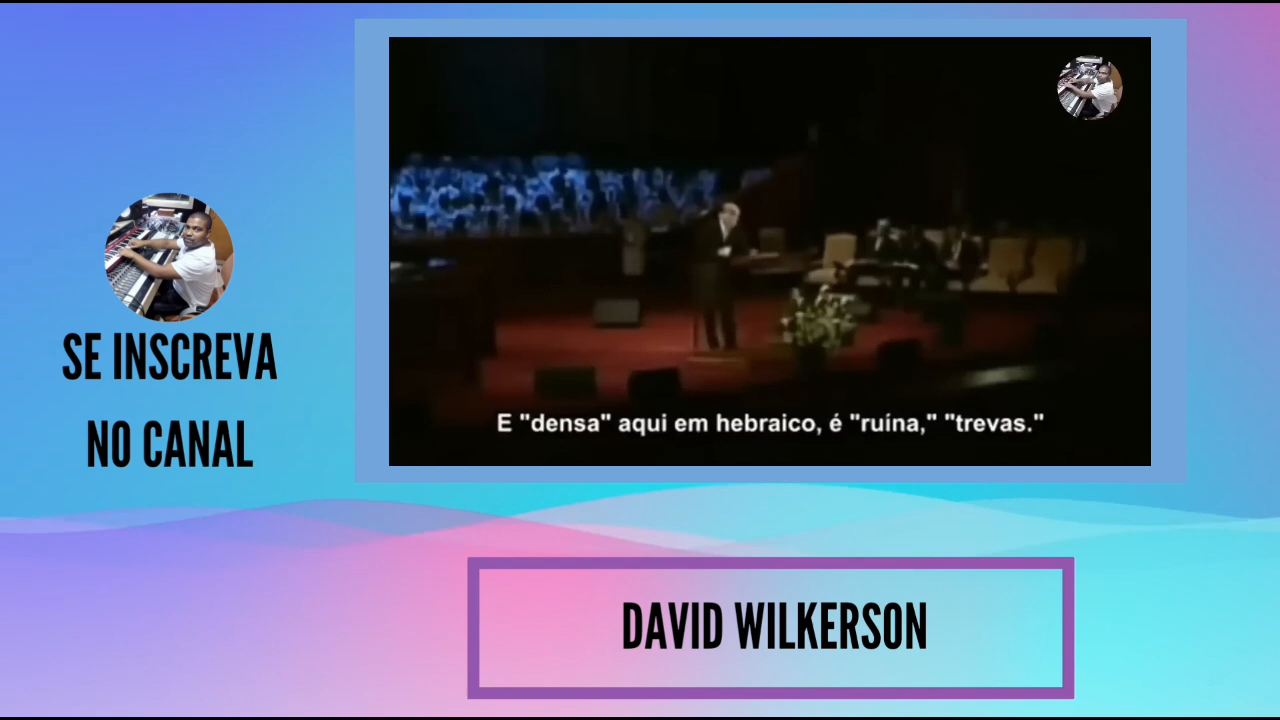 SE INSCREVA
NO CANAL
E "densa" aqui em hebraico, é "ruína," "trevas."
DAVID WILKERSON